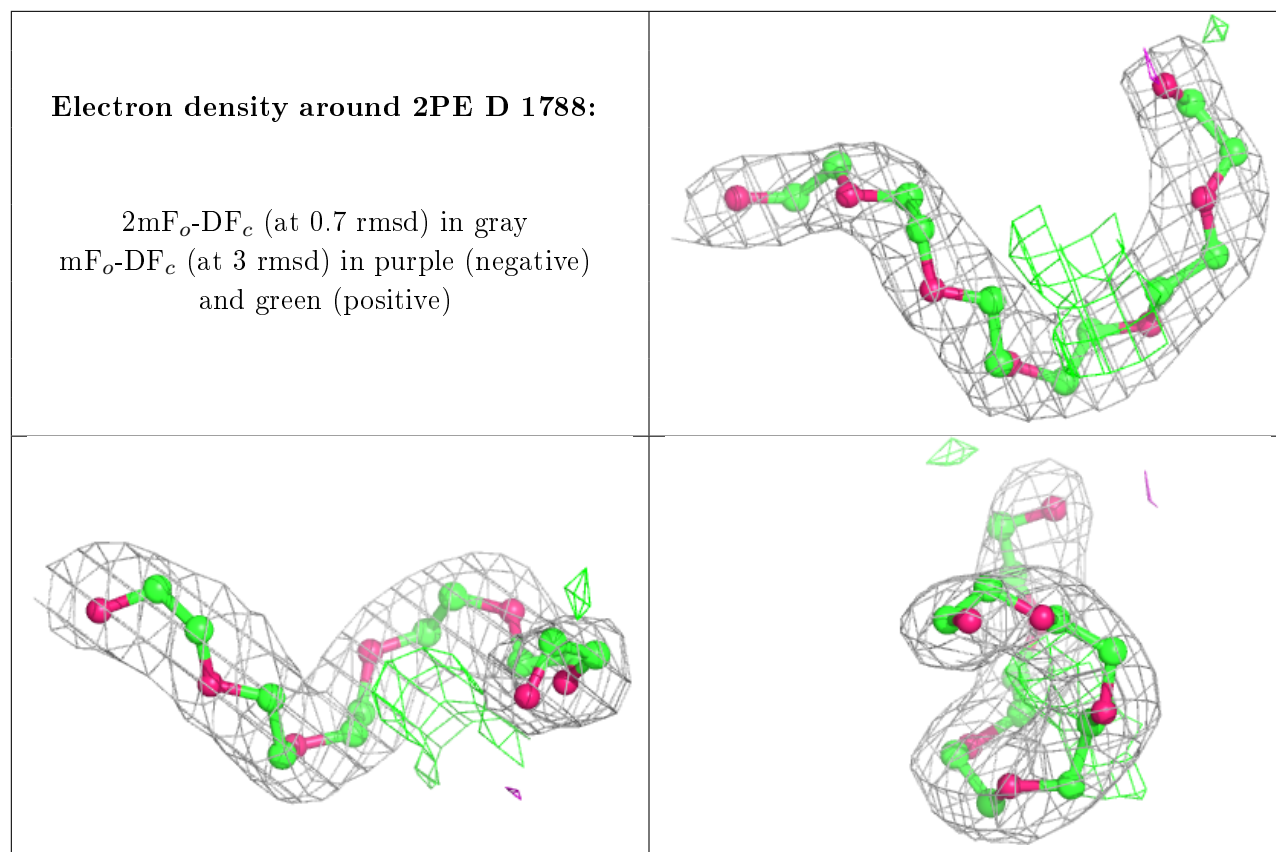 Electron density around 2PE D 1788:
2mFₒ-DF𝒸 (at 0.7 rmsd) in gray
mFₒ-DF𝒸 (at 3 rmsd) in purple (negative)
and green (positive)